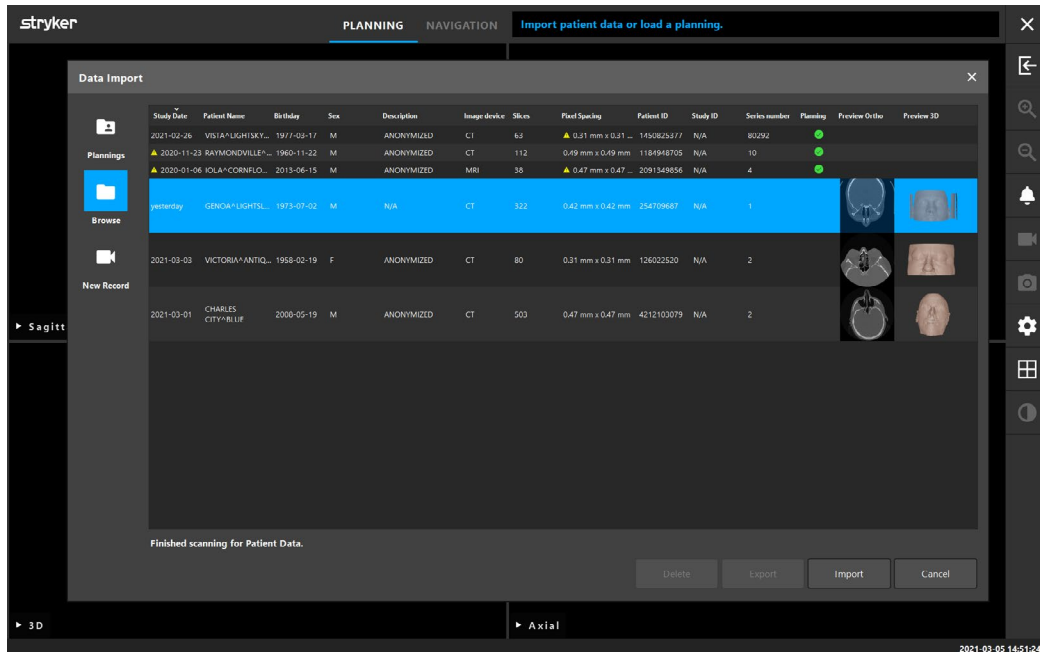 stryker
PLANNING NAVIGATION Import patient data or load a planning.
Data Import
Study Date Patient Name Birthday Sex Description Image device Slices Pixel Spacing Patient ID Study ID Series number Planning Preview Ortho Preview 3D
2021-02-26 VISTA^LIGHTSKY... 1977-03-17 M ANONYMIZED CT 63 0.31 mm x 0.31 ... 1450825377 N/A 80292
2020-11-23 RAYMONDVILLE^... 1960-11-22 M ANONYMIZED CT 112 0.49 mm x 0.49 mm 1184948705 N/A 10
2020-01-06 IOLA^CORNFLO... 2013-06-15 M ANONYMIZED MRI 38 0.47 mm x 0.47 ... 2091349856 N/A 4
yesterday GENOA^LIGHTSL... 1973-07-02 M N/A CT 322 0.42 mm x 0.42 mm 254709687 N/A 1
2021-03-03 VICTORIA^ANTIQ... 1958-02-19 F ANONYMIZED CT 80 0.31 mm x 0.31 mm 126022520 N/A 2
2021-03-01 CHARLES CITY^BLUE 2008-05-19 M ANONYMIZED CT 503 0.47 mm x 0.47 mm 4212103079 N/A 2
Plannings
Browse
New Record
Sagitt
Finished scanning for Patient Data.
Delete Export Import Cancel
3D
Axial
2021-03-05 14:51:24